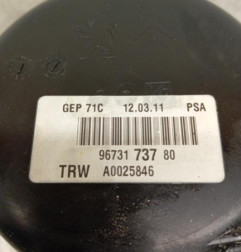 GEP 71C 12.03.11 PSA
96731 737 80
TRW A0025846